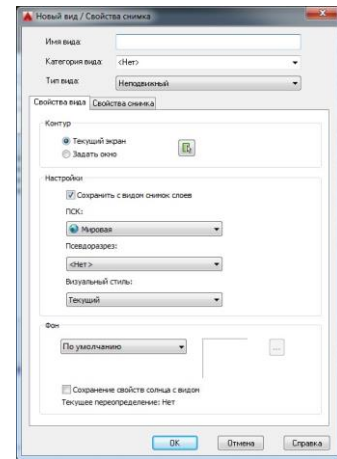 Новый вид / Свойства снимка
Имя вида:
Категория вида: <Нет>
Тип вида: Неподвижный
Свойства вида Свойства снимка
Контур
Текущий экран
Задать окно
Настройки
Сохранить с видом снимок слоев
ПСК:
Мировая
Псевдоразрез:
<Нет>
Визуальный стиль:
Текущий
Фон
По умолчанию ...
Сохранение свойств солнца с видом
Текущее переопределение: Нет
OK Отмена Справка